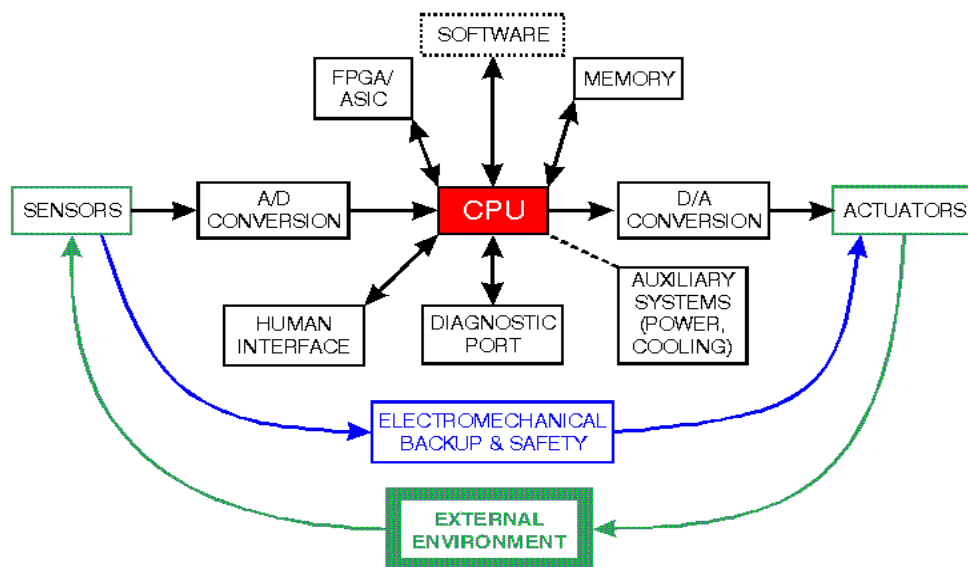 SOFTWARE
FPGA/
ASIC
MEMORY
SENSORS
A/D
CONVERSION
CPU
D/A
CONVERSION
ACTUATORS
HUMAN
INTERFACE
DIAGNOSTIC
PORT
AUXILIARY
SYSTEMS
(POWER,
COOLING)
ELECTROMECHANICAL
BACKUP & SAFETY
EXTERNAL
ENVIRONMENT